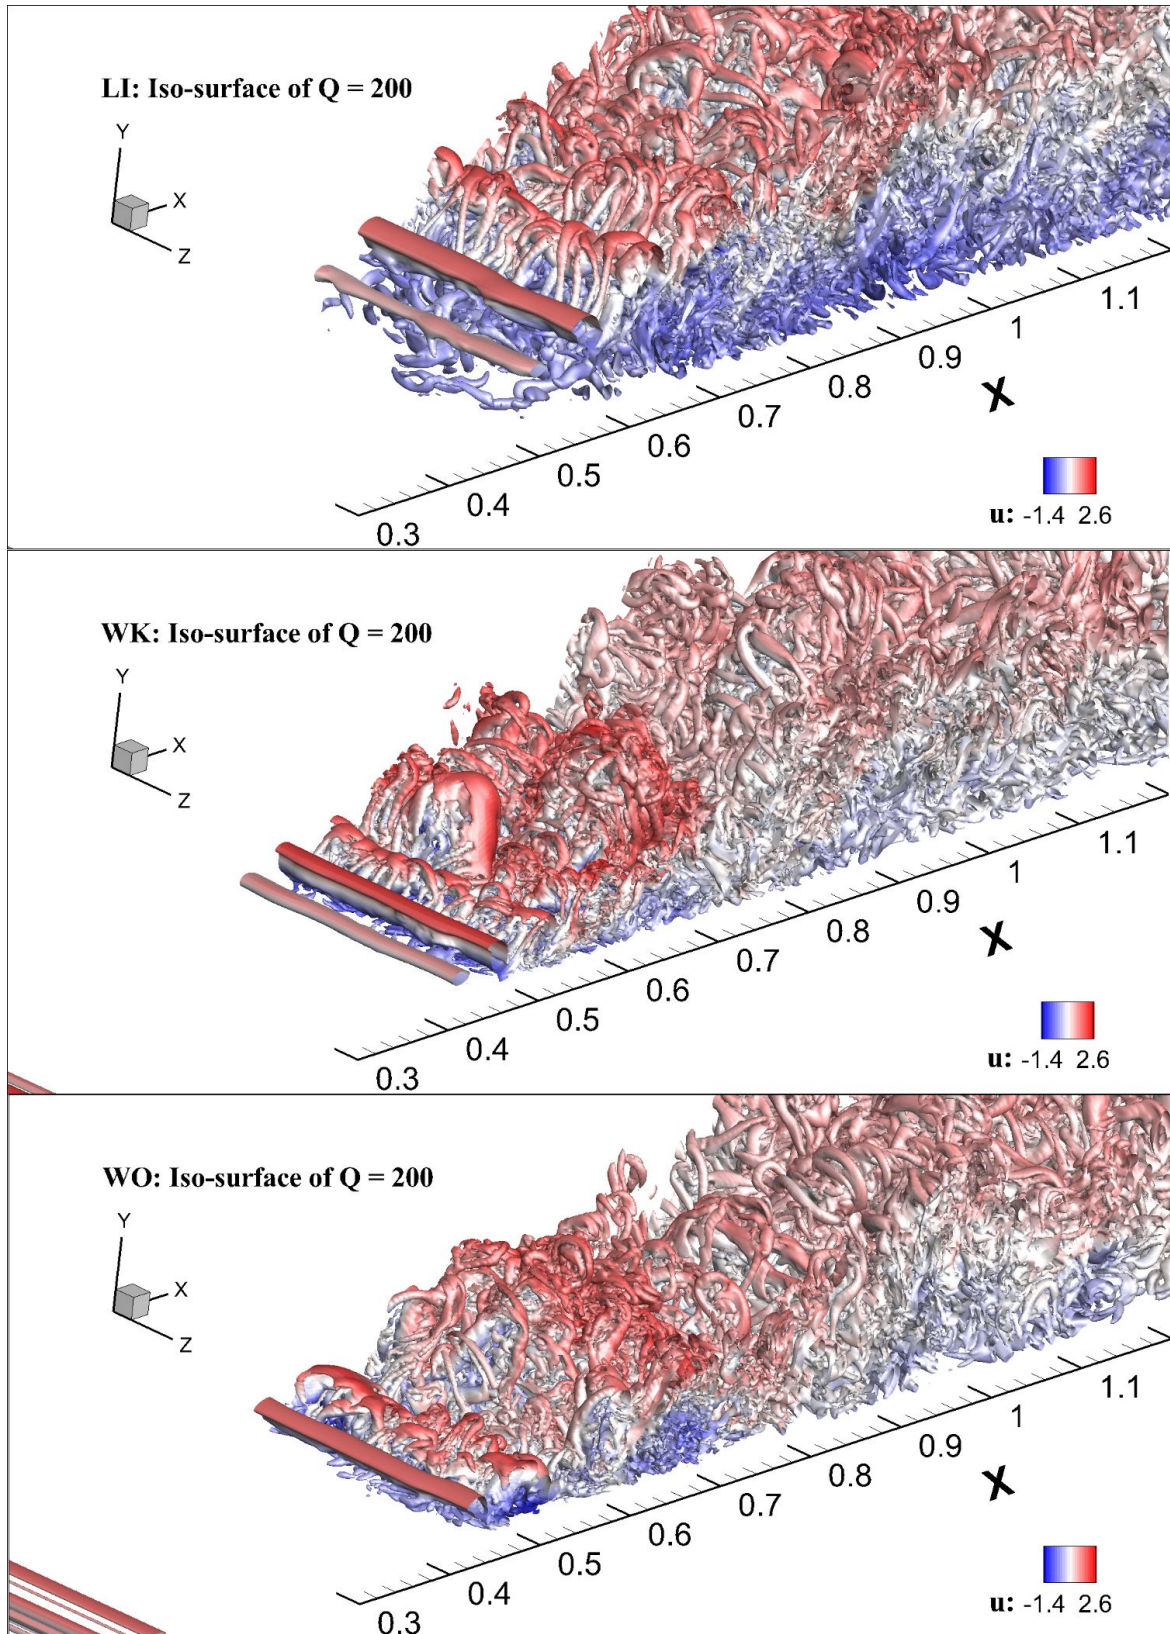 LI: Iso-surface of Q = 200
Y
X
Z
0.3 0.4 0.5 0.6 0.7 0.8 0.9 1 1.1
X
u: -1.4 2.6
WK: Iso-surface of Q = 200
Y
X
Z
0.3 0.4 0.5 0.6 0.7 0.8 0.9 1 1.1
X
u: -1.4 2.6
WO: Iso-surface of Q = 200
Y
X
Z
0.3 0.4 0.5 0.6 0.7 0.8 0.9 1 1.1
X
u: -1.4 2.6